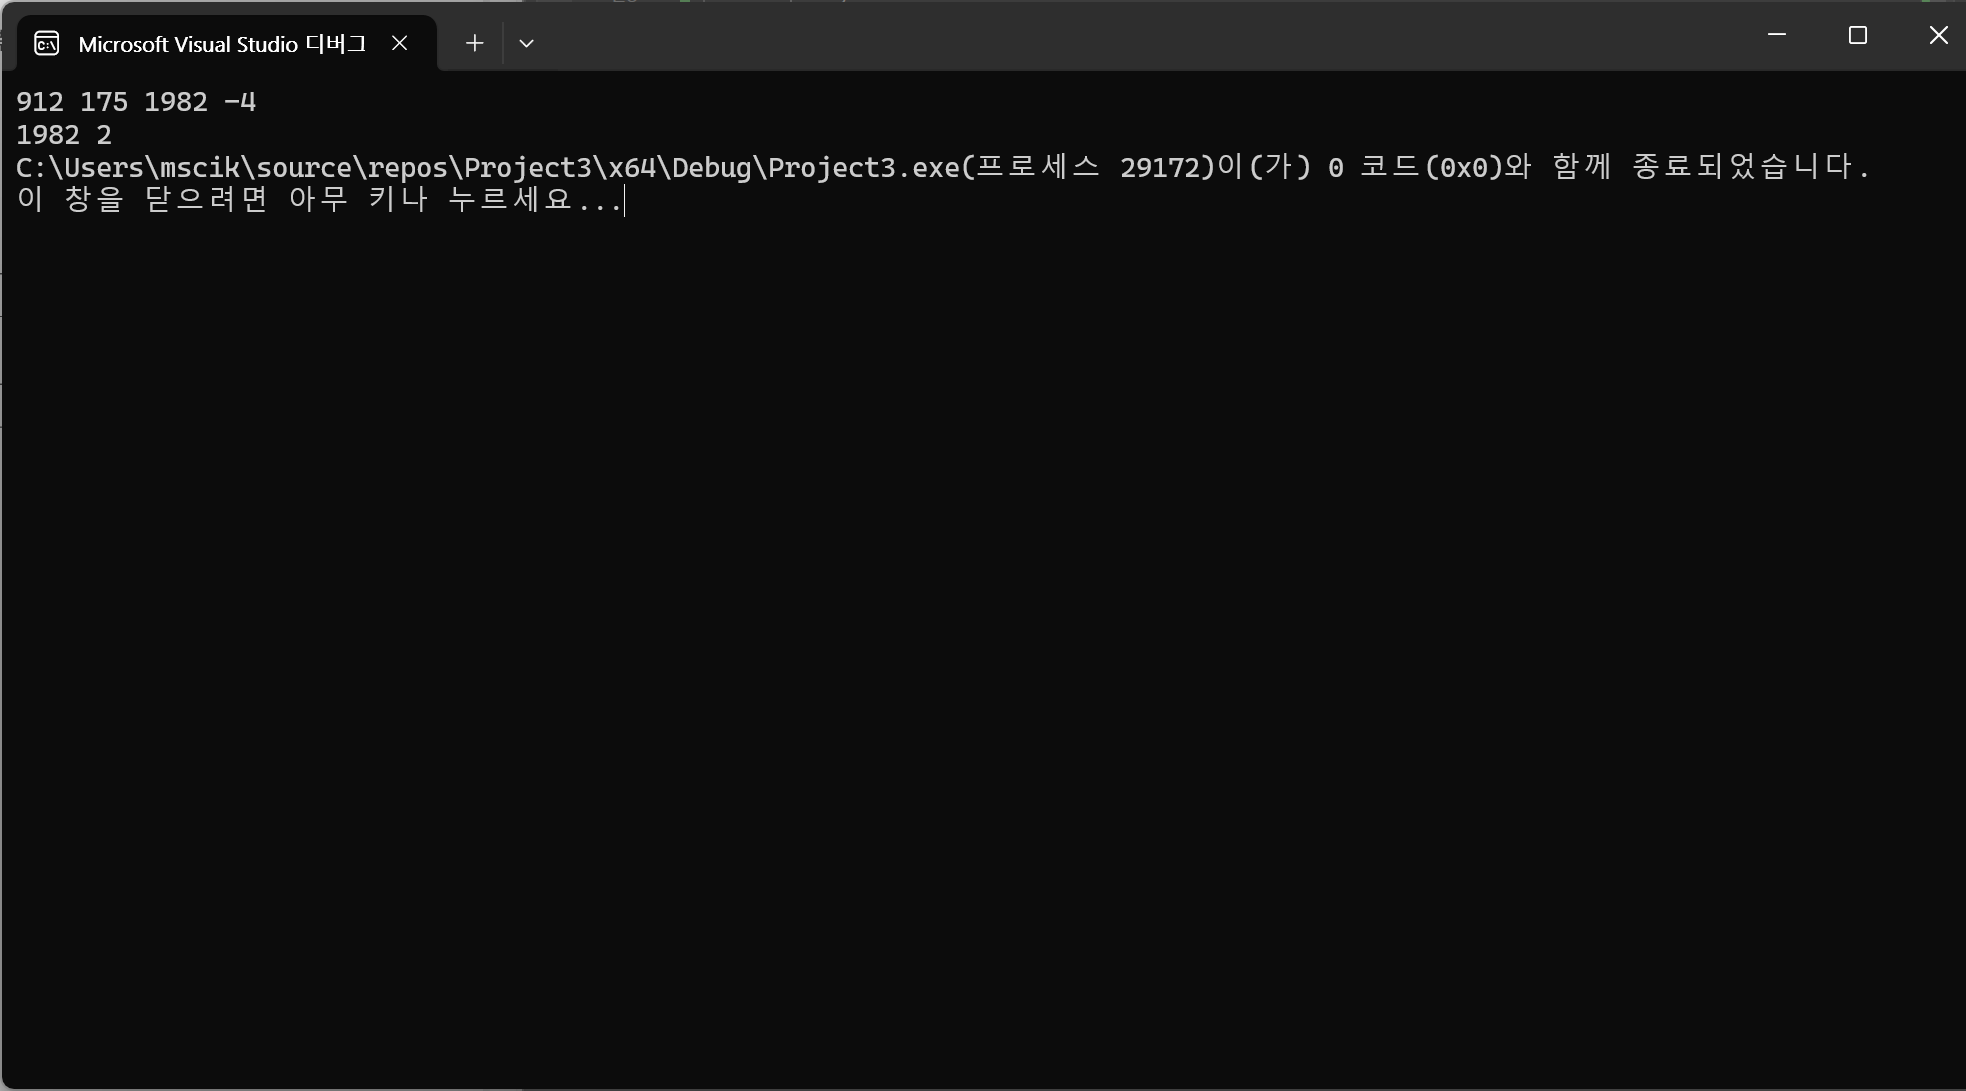 Microsoft Visual Studio 디버그
912 175 1982 -4
1982 2
C:\Users\mscik\source\repos\Project3\x64\Debug\Project3.exe(프로세스 29172)이(가) 0 코드(0x0)와 함께 종료되었습니다.
이 창을 닫으려면 아무 키나 누르세요...